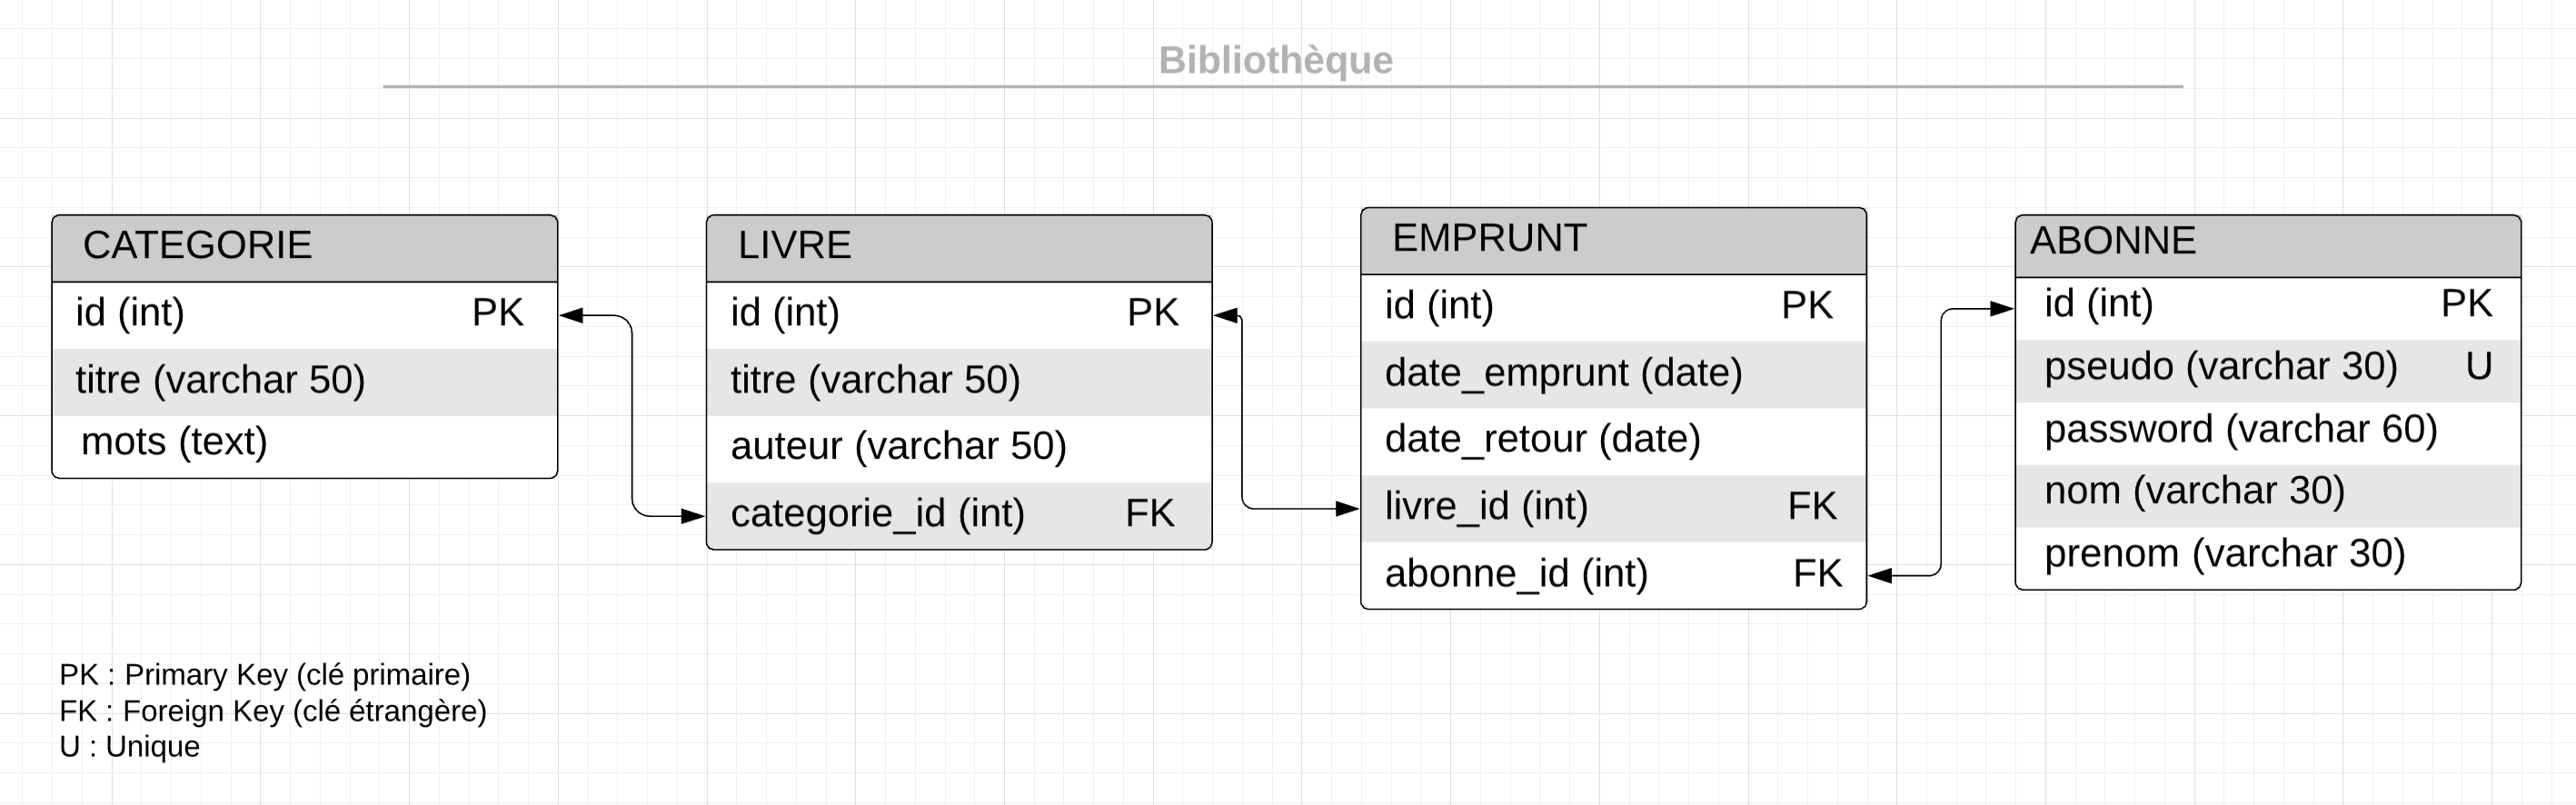 Bibliothèque
CATEGORIE
id (int) PK
titre (varchar 50)
mots (text)
LIVRE
id (int) PK
titre (varchar 50)
auteur (varchar 50)
categorie_id (int) FK
EMPRUNT
id (int) PK
date_emprunt (date)
date_retour (date)
livre_id (int) FK
abonne_id (int) FK
ABONNE
id (int) PK
pseudo (varchar 30) U
password (varchar 60)
nom (varchar 30)
prenom (varchar 30)
PK : Primary Key (clé primaire)
FK : Foreign Key (clé étrangère)
U : Unique